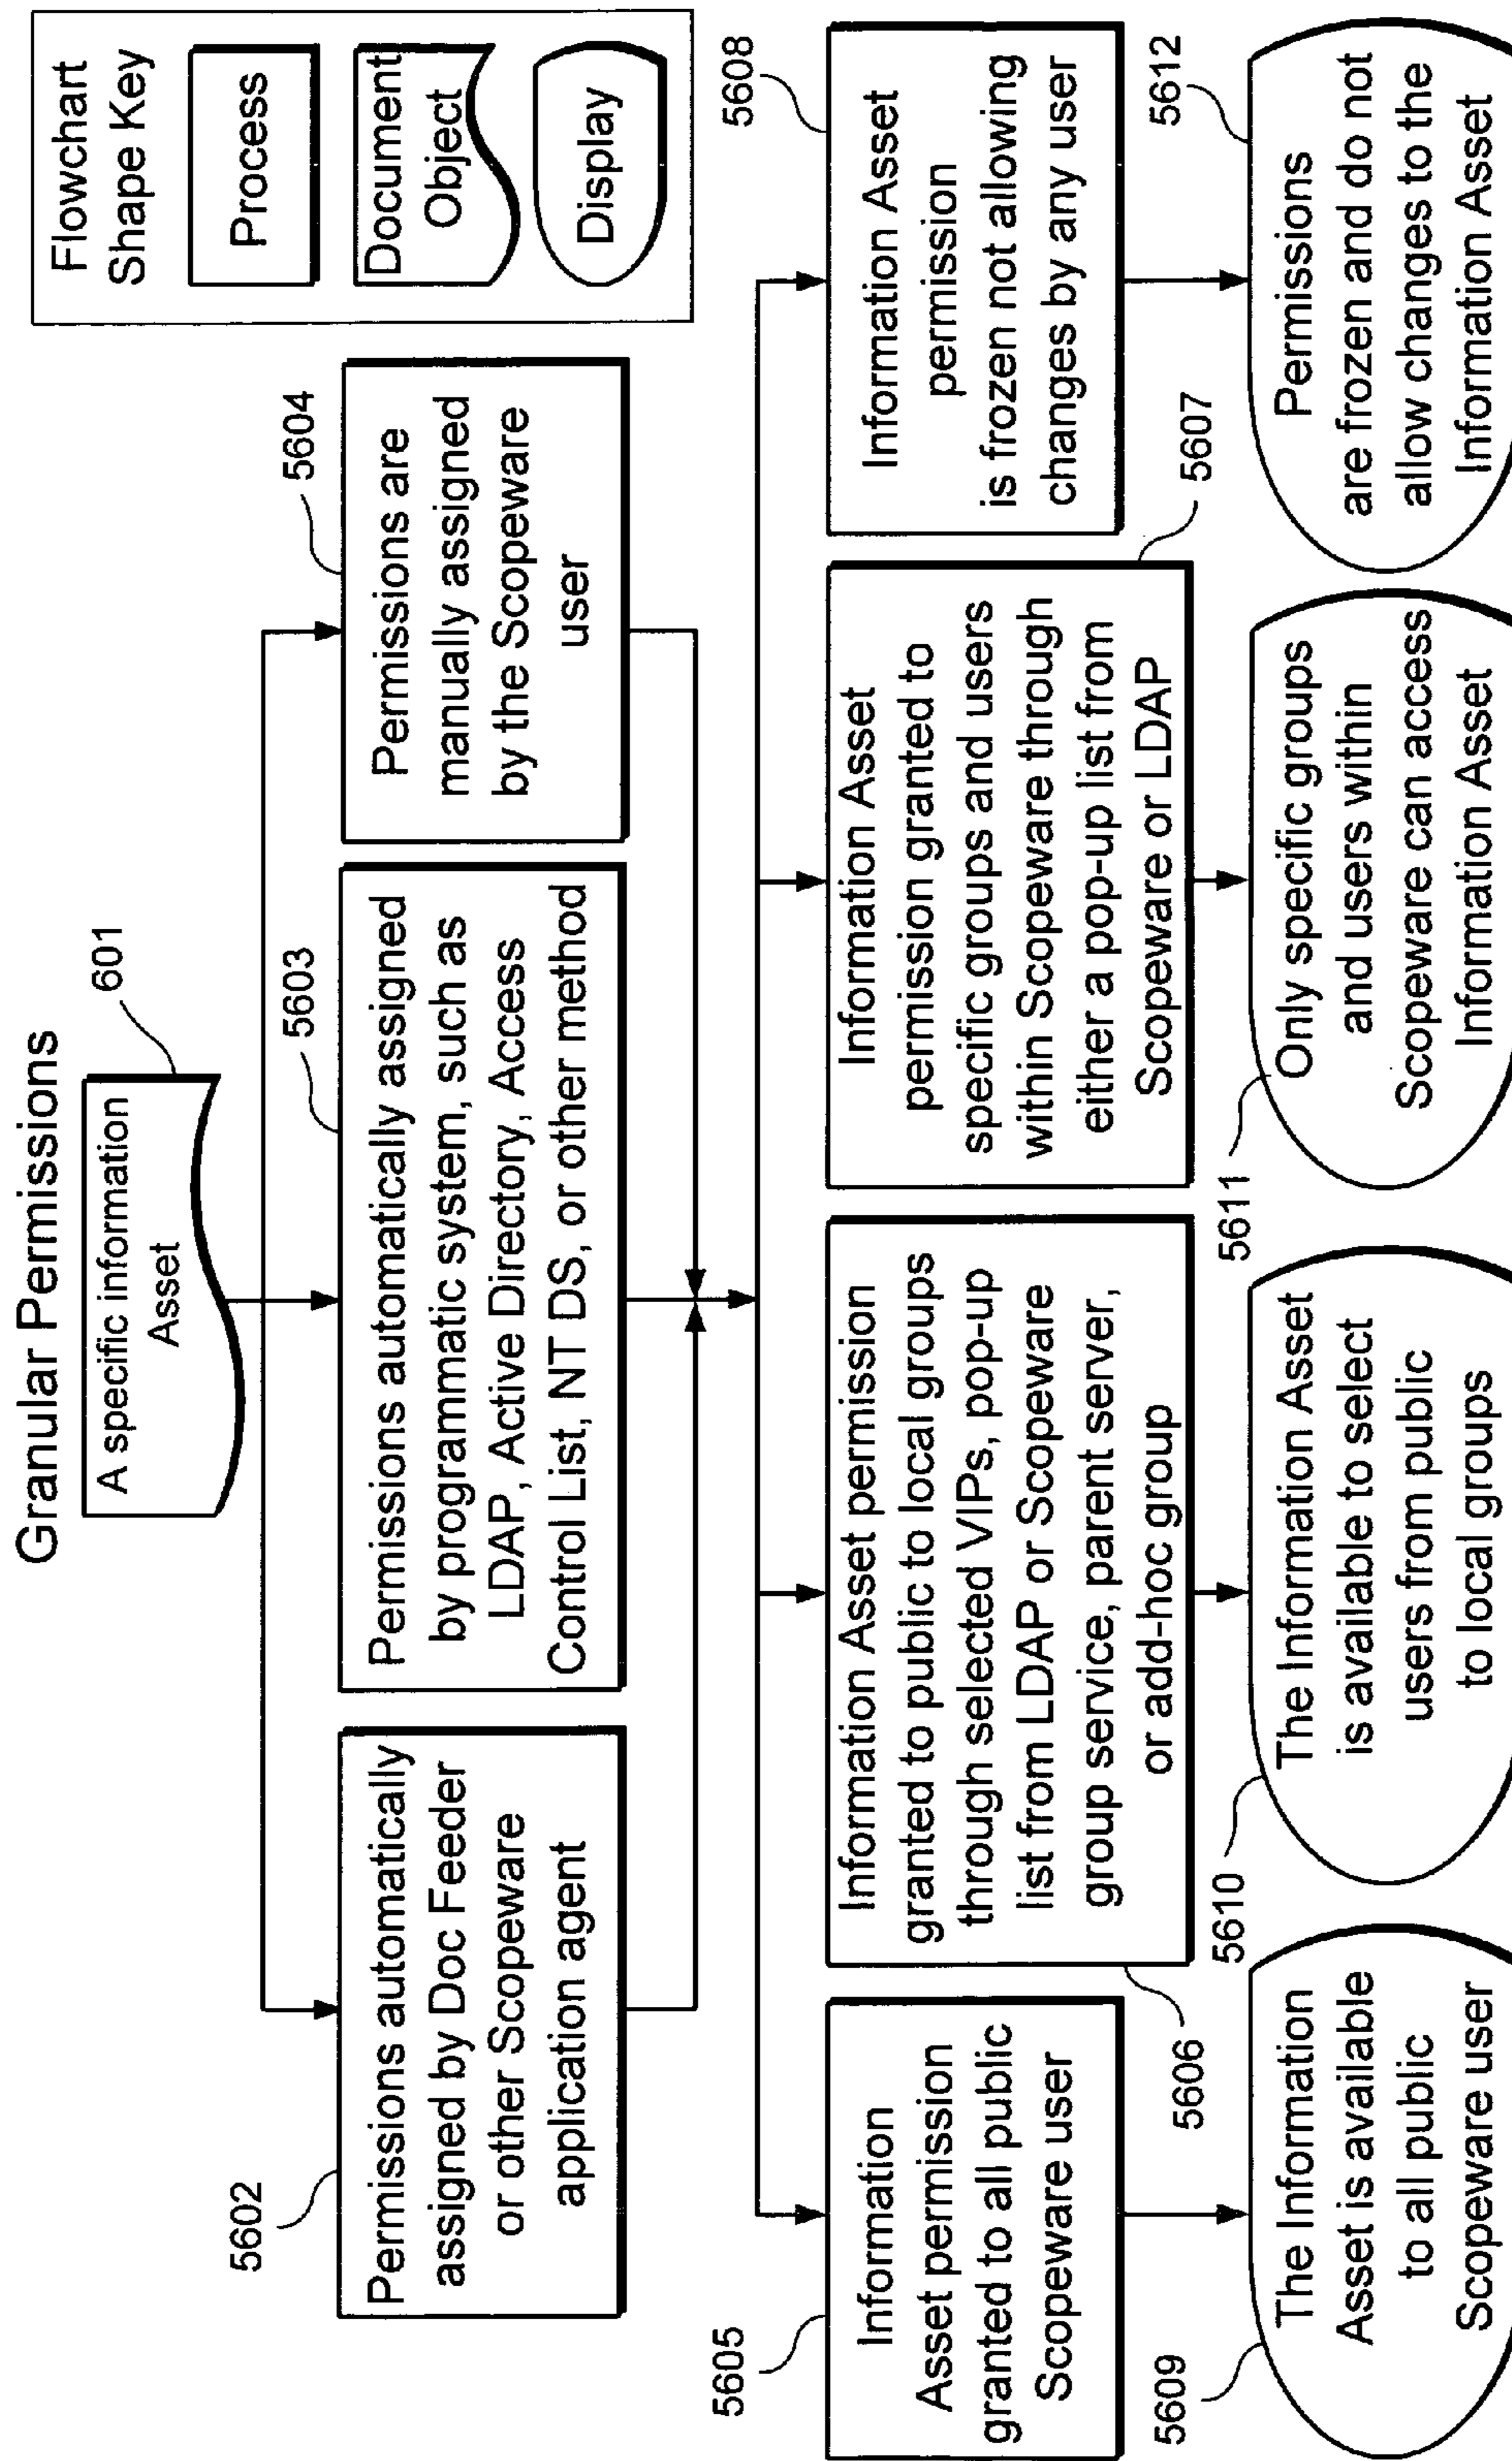 Granular Permissions
A specific information
Asset
601
Flowchart
Shape Key
Process
Document
Object
Display
5602
Permissions automatically
assigned by Doc Feeder
or other Scopeware
application agent
5603
Permissions automatically assigned
by programmatic system, such as
LDAP, Active Directory, Access
Control List, NT DS, or other method
5604
Permissions are
manually assigned
by the Scopeware
user
5605
Information
Asset permission
granted to all public
Scopeware user
5606
Information Asset permission
granted to public to local groups
through selected VIPs, pop-up
list from LDAP or Scopeware
group service, parent server,
or add-hoc group
5607
Information Asset
permission granted to
specific groups and users
within Scopeware through
either a pop-up list from
Scopeware or LDAP
5608
Information Asset
permission
is frozen not allowing
changes by any user
5609
The Information
Asset is available
to all public
Scopeware user
5610
The Information Asset
is available to select
users from public
to local groups
5611
Only specific groups
and users within
Scopeware can access
Information Asset
5612
Permissions
are frozen and do not
allow changes to the
Information Asset